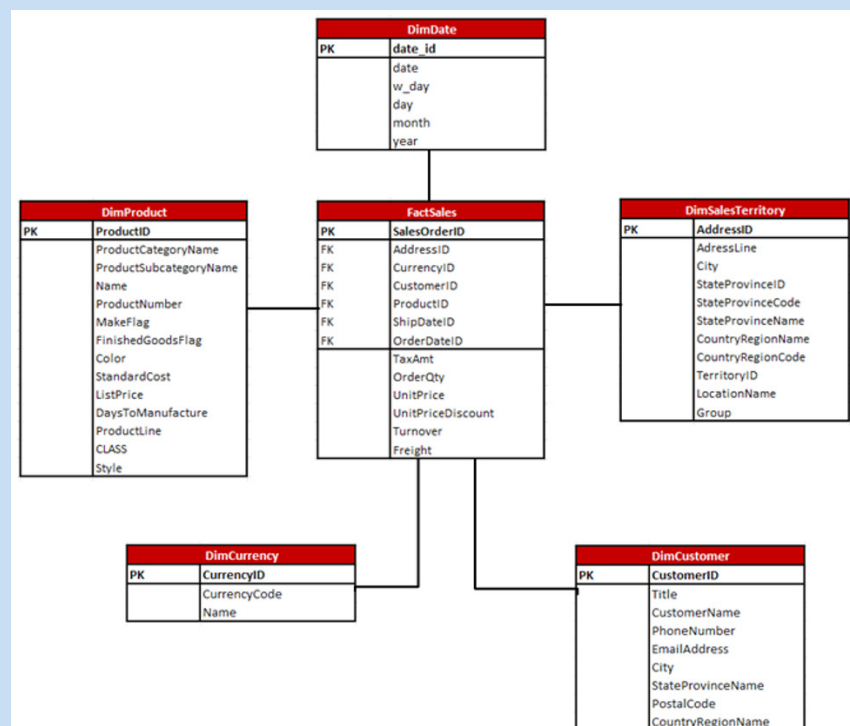 DimDate
PK date_id
date
w_day
day
month
year
DimProduct
PK ProductID
ProductCategoryName
ProductSubcategoryName
Name
ProductNumber
MakeFlag
FinishedGoodsFlag
Color
StandardCost
ListPrice
DaysToManufacture
ProductLine
CLASS
Style
FactSales
PK SalesOrderID
FK AddressID
FK CurrencyID
FK CustomerID
FK ProductID
FK ShipDateID
FK OrderDateID
TaxAmt
OrderQty
UnitPrice
UnitPriceDiscount
Turnover
Freight
DimSalesTerritory
PK AddressID
AdressLine
City
StateProvinceID
StateProvinceCode
StateProvinceName
CountryRegionName
CountryRegionCode
TerritoryID
LocationName
Group
DimCurrency
PK CurrencyID
CurrencyCode
Name
DimCustomer
PK CustomerID
Title
CustomerName
PhoneNumber
EmailAddress
City
StateProvinceName
PostalCode
CountryRegionName